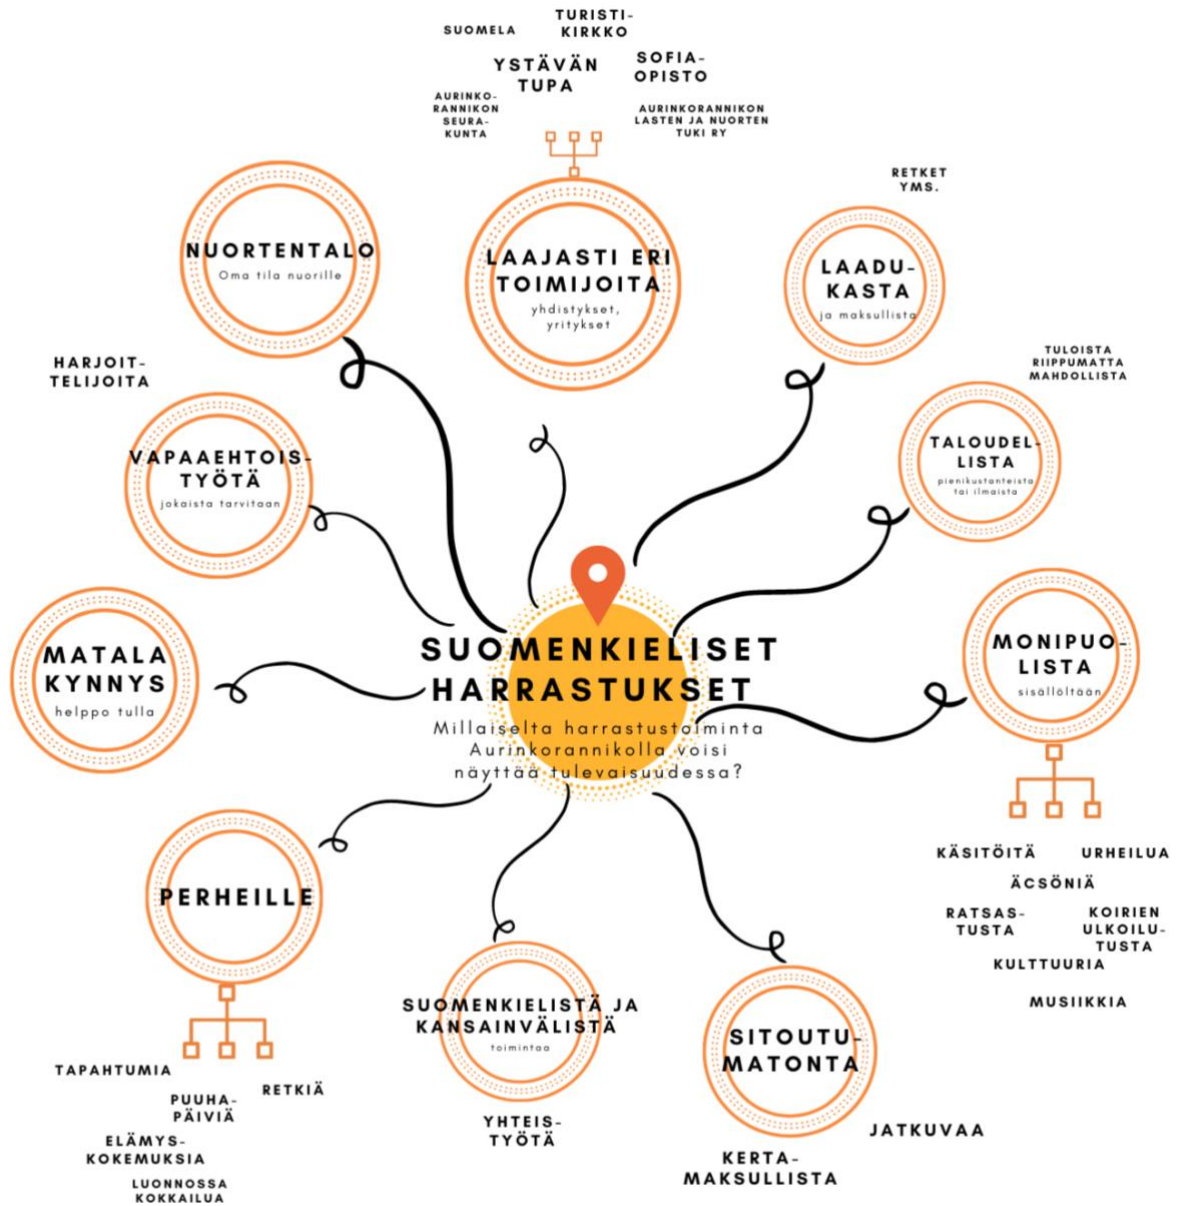 SUOMELA
TURISTI-
KIRKKO
YSTÄVÄN
TUPA
SOFIA-
OPISTO
AURINKO-
RANNIKON
SEURA-
KUNTA
AURINKORANNIKON
LASTEN JA NUORTEN
TUKI RY
LAAJASTI ERI
TOIMIJOITA
yhdistykset,
yritykset
RETKET
YMS.
LAADU-
KASTA
ja maksullista
TULOISTA
RIIPPUMATTA
MAHDOLLISTA
TALOUDEL-
LISTA
pienikustanteista
tai ilmaista
NUORTENTALO
Oma tila nuorille
HARJOIT-
TELIJOITA
VAPAAEHTOIS-
TYÖTÄ
jokaista tarvitaan
MATALA
KYNNYS
helppo tulla
SUOMENKIELISET
HARRASTUKSET
Millaiselta harrastustoiminta
Aurinkorannikolla voisi
näyttää tulevaisuudessa?
MONIPUO-
LISTA
sisällöltään
KÄSITÖITÄ
URHEILUA
ÄCSÖNIÄ
RATSAS-
TUSTA
KOIRIEN
ULKOILU-
TUSTA
KULTTUURIA
MUSIIKKIA
PERHEILLE
TAPAHTUMIA
PUUHA-
PÄIVIÄ
RETKIÄ
ELÄMYS-
KOKEMUKSIA
LUONNOSSA
KOKKAILUA
SUOMENKIELISTÄ JA
KANSAINVÄLISTÄ
toimintaa
YHTEIS-
TYÖTÄ
SITOUTU-
MATONTA
JATKUVAA
KERTA-
MAKSULLISTA